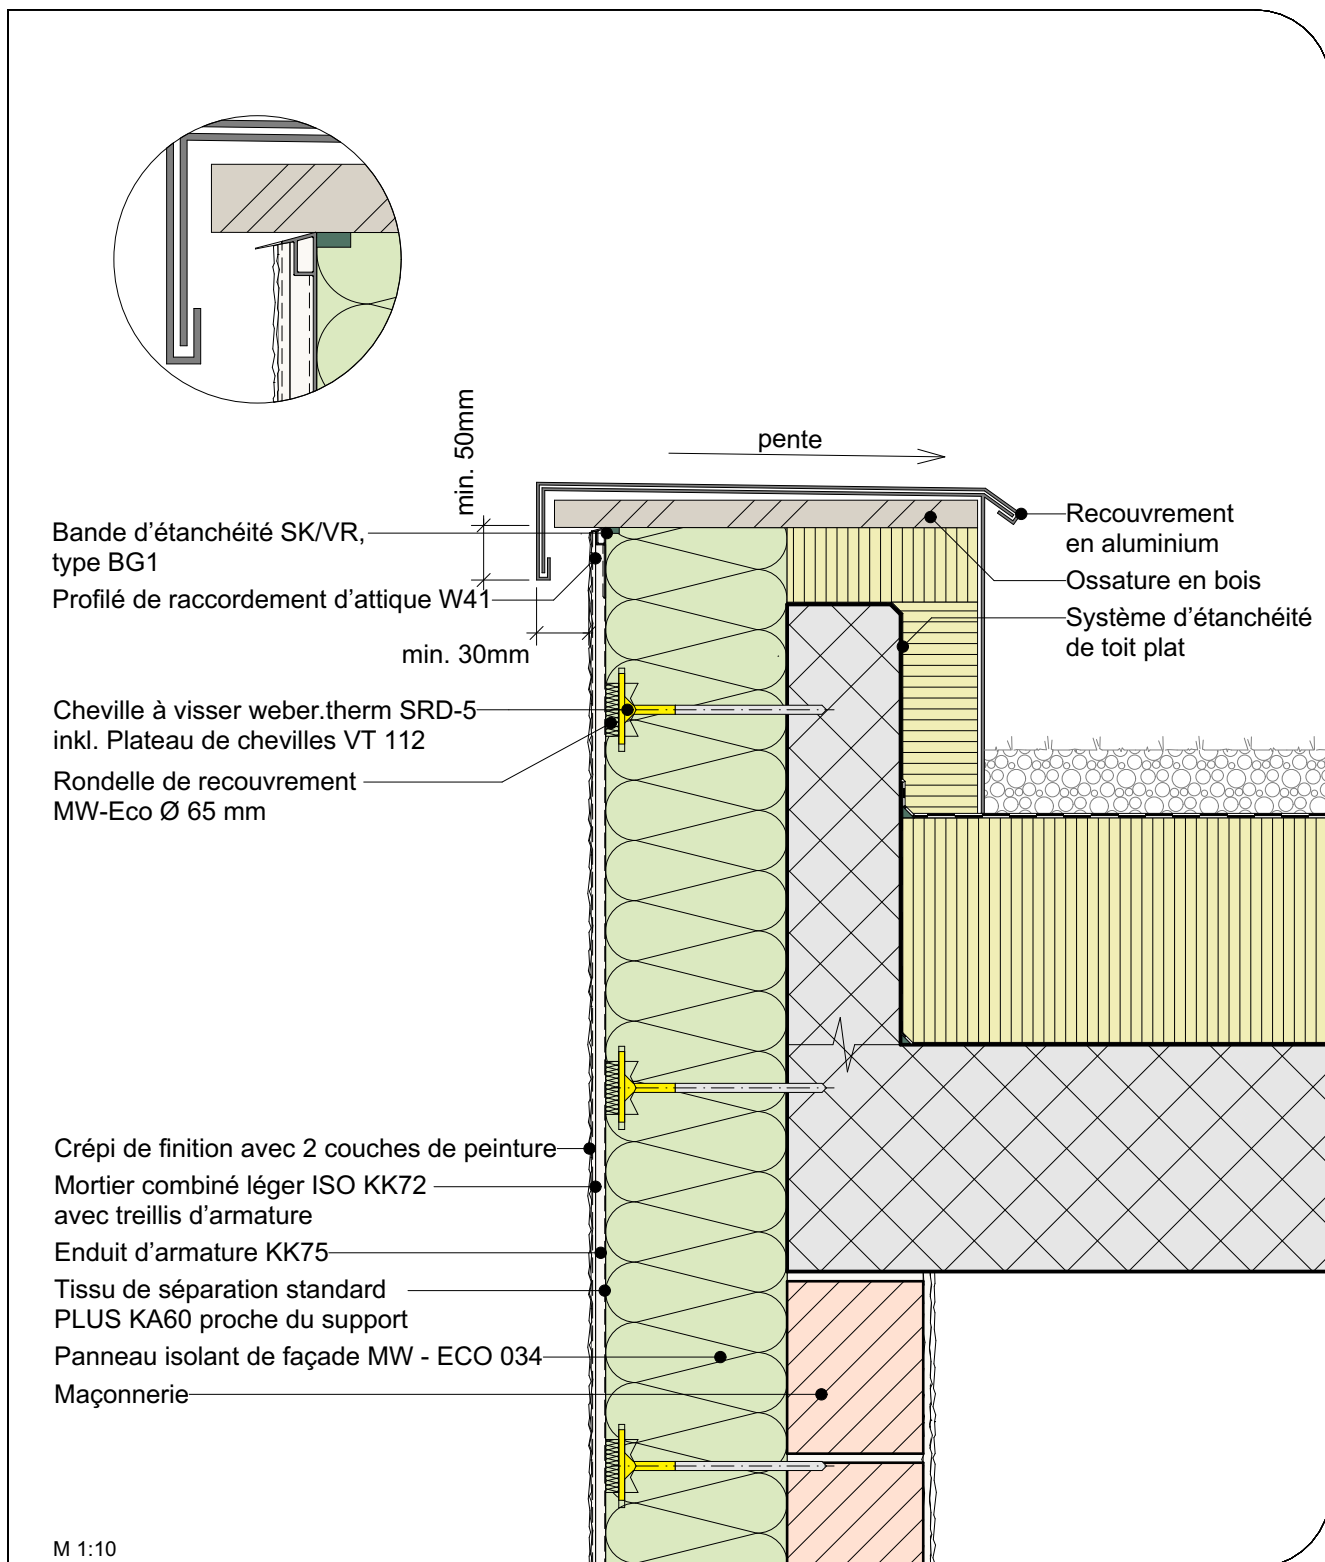 min. 50mm
pente
Bande d'étanchéité SK/VR,
type BG1
Profilé de raccordement d'attique W41
min. 30mm
Cheville à visser weber.therm SRD-5
inkl. Plateau de chevilles VT 112
Rondelle de recouvrement
MW-Eco Ø 65 mm
Recouvrement
en aluminium
Ossature en bois
Système d'étanchéité
de toit plat
Crépi de finition avec 2 couches de peinture
Mortier combiné léger ISO KK72
avec treillis d'armature
Enduit d'armature KK75
Tissu de séparation standard
PLUS KA60 proche du support
Panneau isolant de façade MW - ECO 034
Maçonnerie
M 1:10